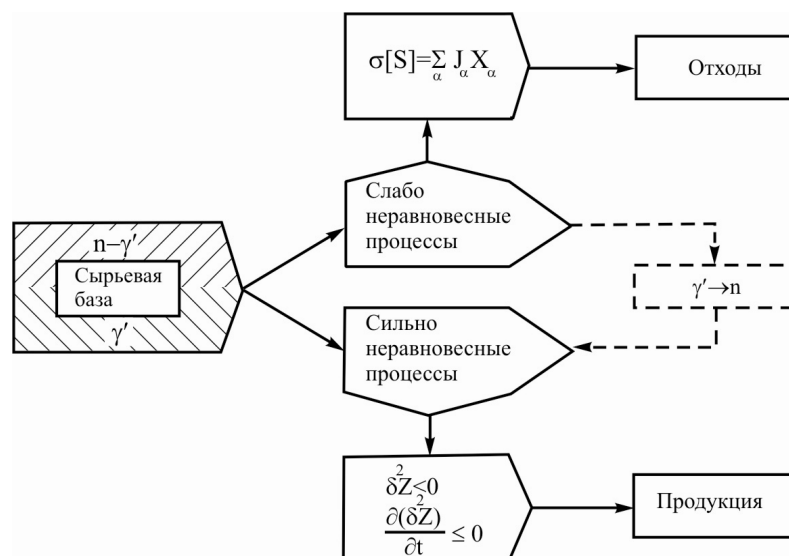 σ[S]=Σ J X
α α α
Отходы
Слабо
неравновесные
процессы
n–γ′
Сырьевая
база
γ′
γ′→n
Сильно
неравновесные
процессы
δ²Z<0
∂(δ²Z)
∂t ≤ 0
Продукция